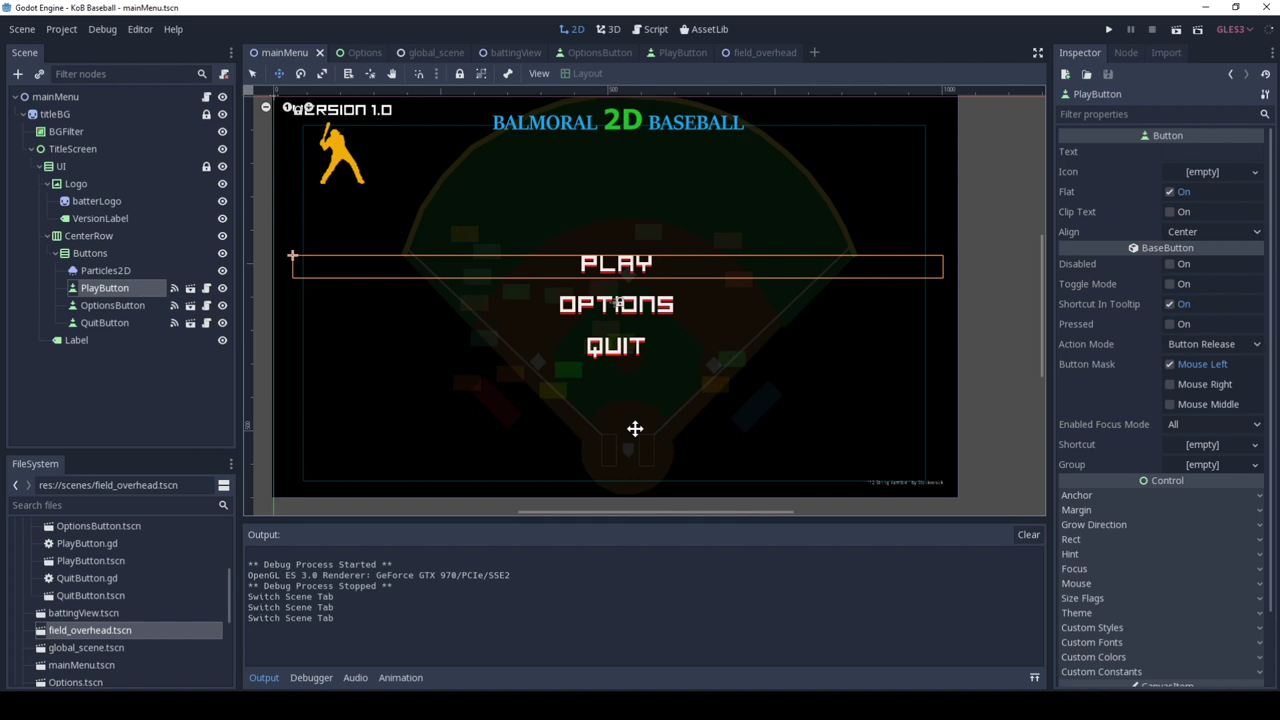 Godot Engine - KoB Baseball - mainMenu.tscn
Scene Project Debug Editor Help
2D 3D Script AssetLib
GLES3
Scene
Filter nodes
mainMenu
titleBG
BGFilter
TitleScreen
UI
Logo
batterLogo
VersionLabel
CenterRow
Buttons
Particles2D
PlayButton
OptionsButton
QuitButton
Label
FileSystem
res://scenes/field_overhead.tscn
Search files
OptionsButton.tscn
PlayButton.gd
PlayButton.tscn
QuitButton.gd
QuitButton.tscn
battingView.tscn
field_overhead.tscn
global_scene.tscn
mainMenu.tscn
Options.tscn
mainMenu Options global_scene battingView OptionsButton PlayButton field_overhead
View Layout
0 500 1000
500
VERSION 1.0
BALMORAL 2D BASEBALL
PLAY
OPTIONS
QUIT
Output:
Clear
** Debug Process Started **
OpenGL ES 3.0 Renderer: GeForce GTX 970/PCIe/SSE2
** Debug Process Stopped **
Switch Scene Tab
Switch Scene Tab
Switch Scene Tab
Output Debugger Audio Animation
Inspector Node Import
PlayButton
Filter properties
Button
Text
Icon [empty]
Flat On
Clip Text On
Align Center
BaseButton
Disabled On
Toggle Mode On
Shortcut In Tooltip On
Pressed On
Action Mode Button Release
Button Mask Mouse Left
Mouse Right
Mouse Middle
Enabled Focus Mode All
Shortcut [empty]
Group [empty]
Control
Anchor
Margin
Grow Direction
Rect
Hint
Focus
Mouse
Size Flags
Theme
Custom Styles
Custom Fonts
Custom Colors
Custom Constants
CanvasItem